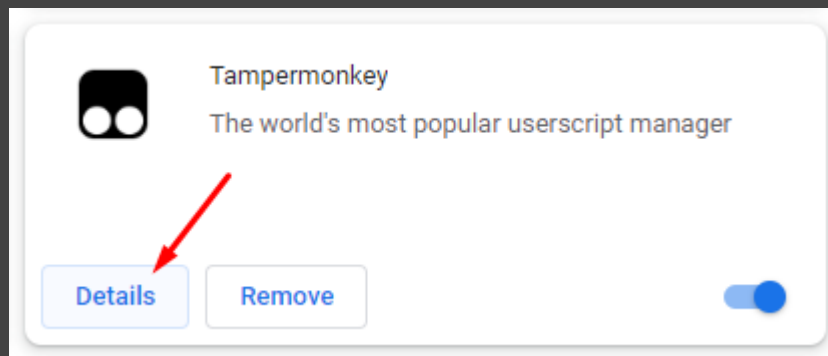 Tampermonkey
The world's most popular userscript manager
Details
Remove